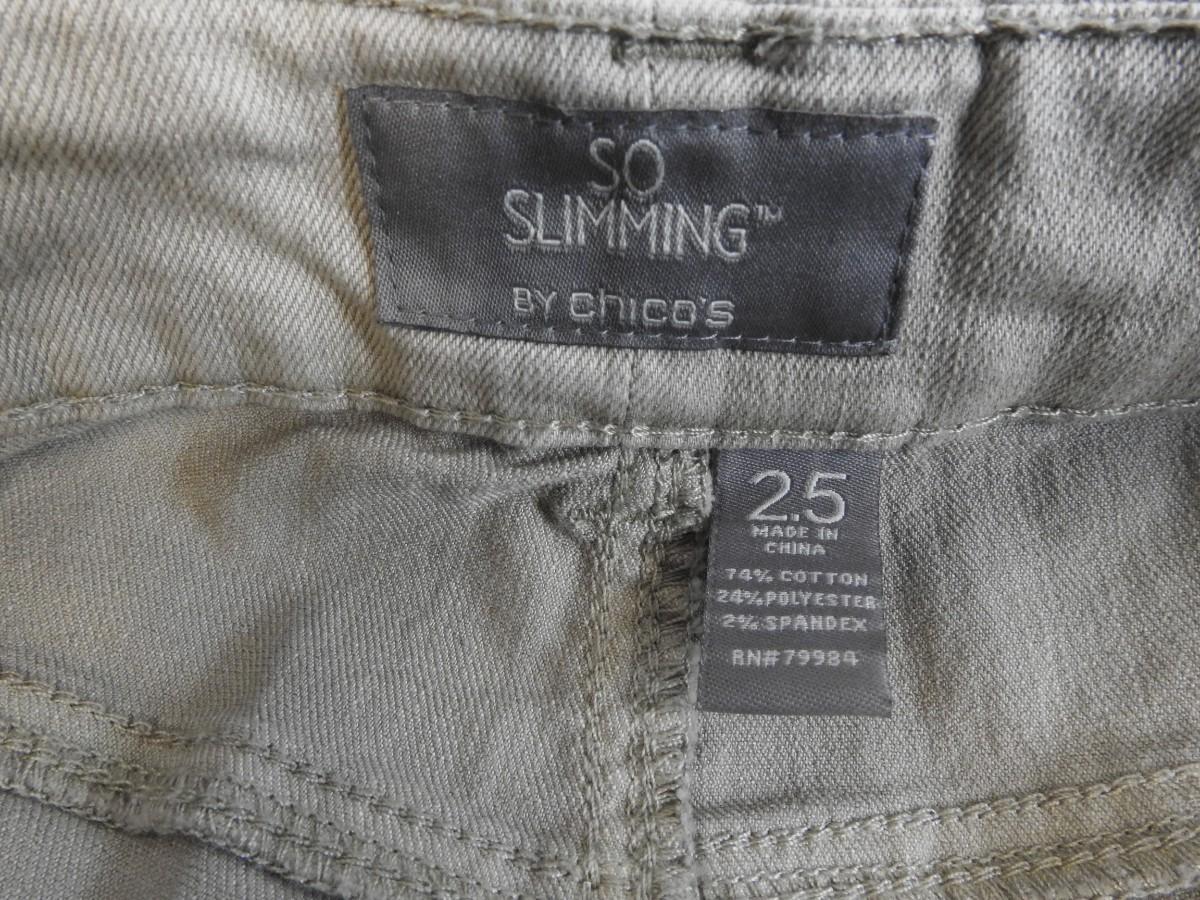 SO
SLIMMING™
BY chico's
2.5
MADE IN
CHINA
74% COTTON
24% POLYESTER
2% SPANDEX
RN# 79984